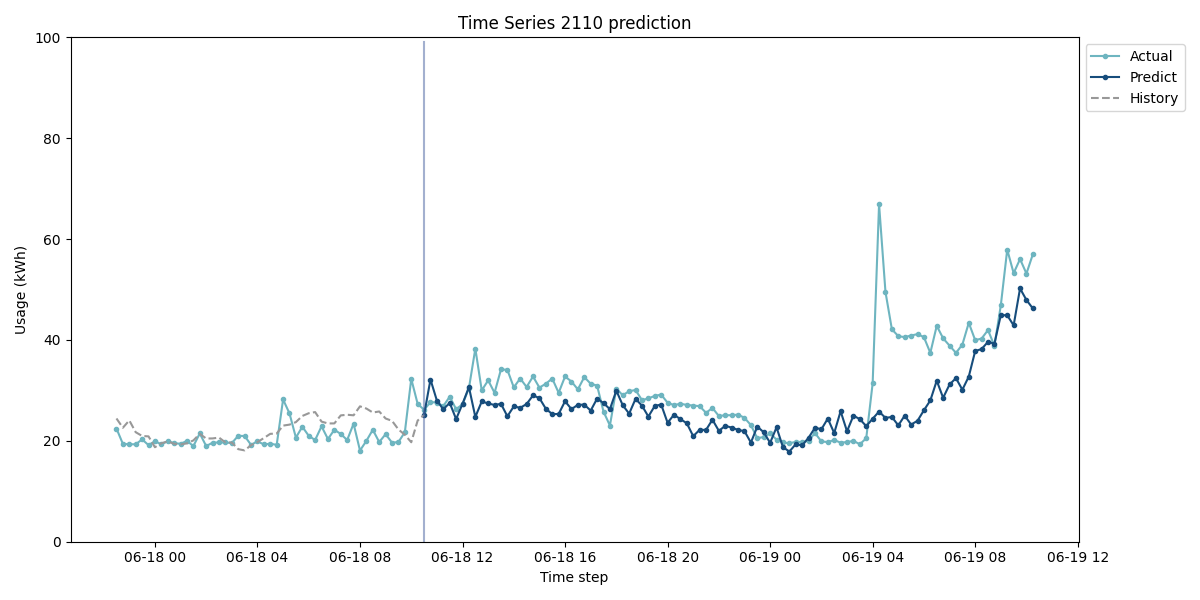 Time Series 2110 prediction
100
80
60
40
20
0
Usage (kWh)
06-18 00
06-18 04
06-18 08
06-18 12
06-18 16
06-18 20
06-19 00
06-19 04
06-19 08
06-19 12
Time step
Actual
Predict
History